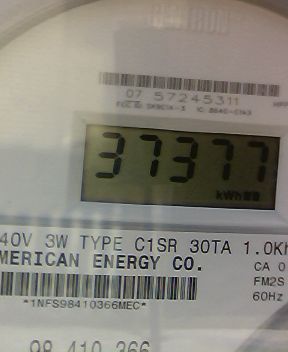 07 57245311
37377
kWh
40V 3W TYPE C1SR 30TA 1.0Kh
MERICAN ENERGY CO.
CA 0
FM2S
60Hz
*1NFS98410366MEC*
98 410 366